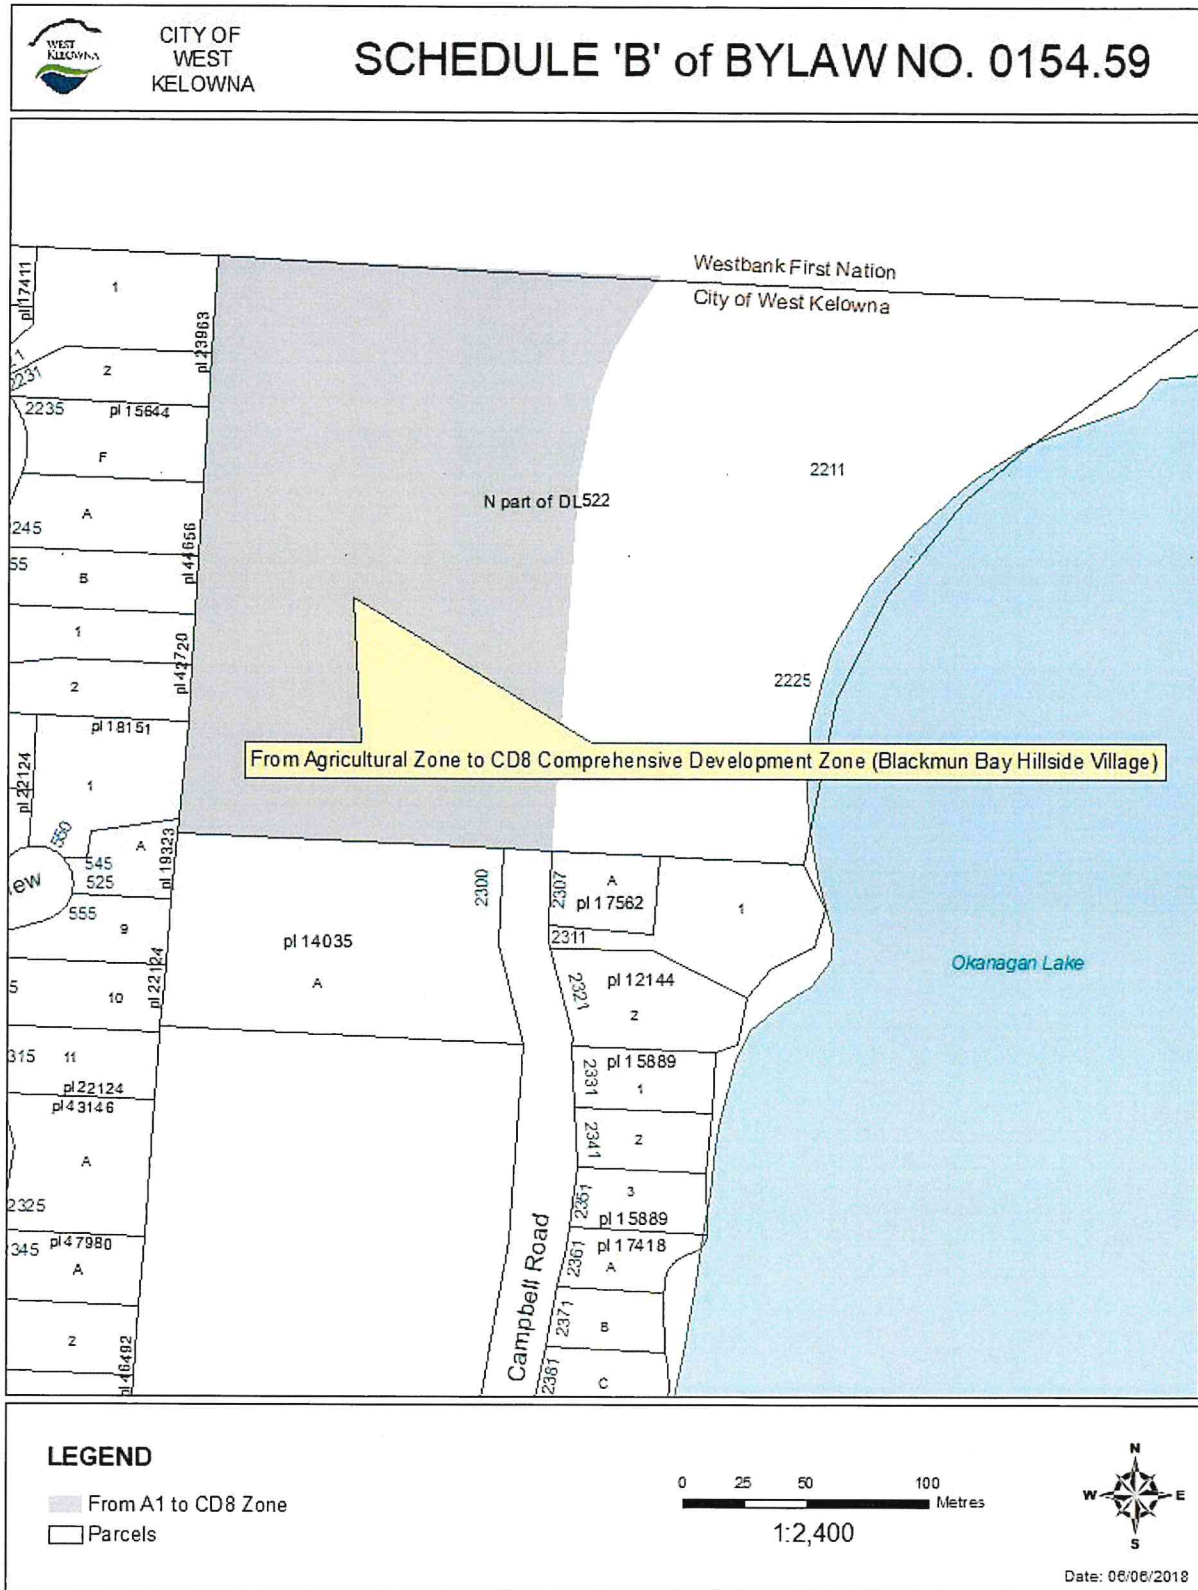 WEST
KELOWNA
CITY OF
WEST
KELOWNA
SCHEDULE 'B' of BYLAW NO. 0154.59
Westbank First Nation
City of West Kelowna
pl 17411
1
pl 23963
2231
2
2235
pl 15644
F
2211
N part of DL522
A
245
pl 44656
55
B
1
pl 42720
2
2225
pl 18151
From Agricultural Zone to CD8 Comprehensive Development Zone (Blackmun Bay Hillside Village)
pl 22124
1
550
A
545
525
pl 19323
ew
555
9
2300
2307
A
pl 17562
1
2311
pl 14035
A
pl 22124
10
5
2321
pl 12144
2
Okanagan Lake
315
11
pl 22124
pl 43146
A
2331
pl 15889
1
2341
2
2351
3
pl 15889
2325
pl 47980
345
A
2361
pl 17418
A
2371
B
2
pl 46492
2381
C
Campbell Road
LEGEND
From A1 to CD8 Zone
Parcels
0 25 50 100
Metres
1:2,400
N
W E
S
Date: 06/06/2018